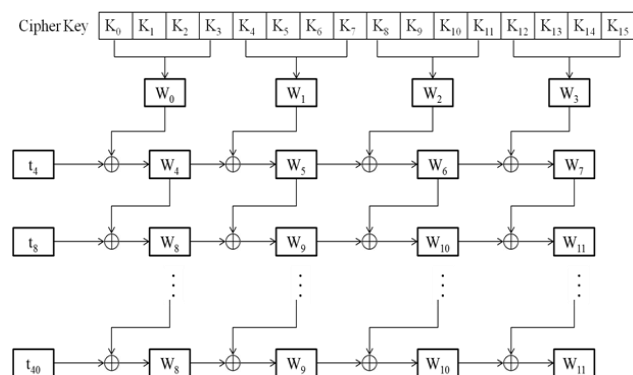 Cipher Key K0 K1 K2 K3 K4 K5 K6 K7 K8 K9 K10 K11 K12 K13 K14 K15
W0 W1 W2 W3
t4 W4 W5 W6 W7
t8 W8 W9 W10 W11
t40 W8 W9 W10 W11